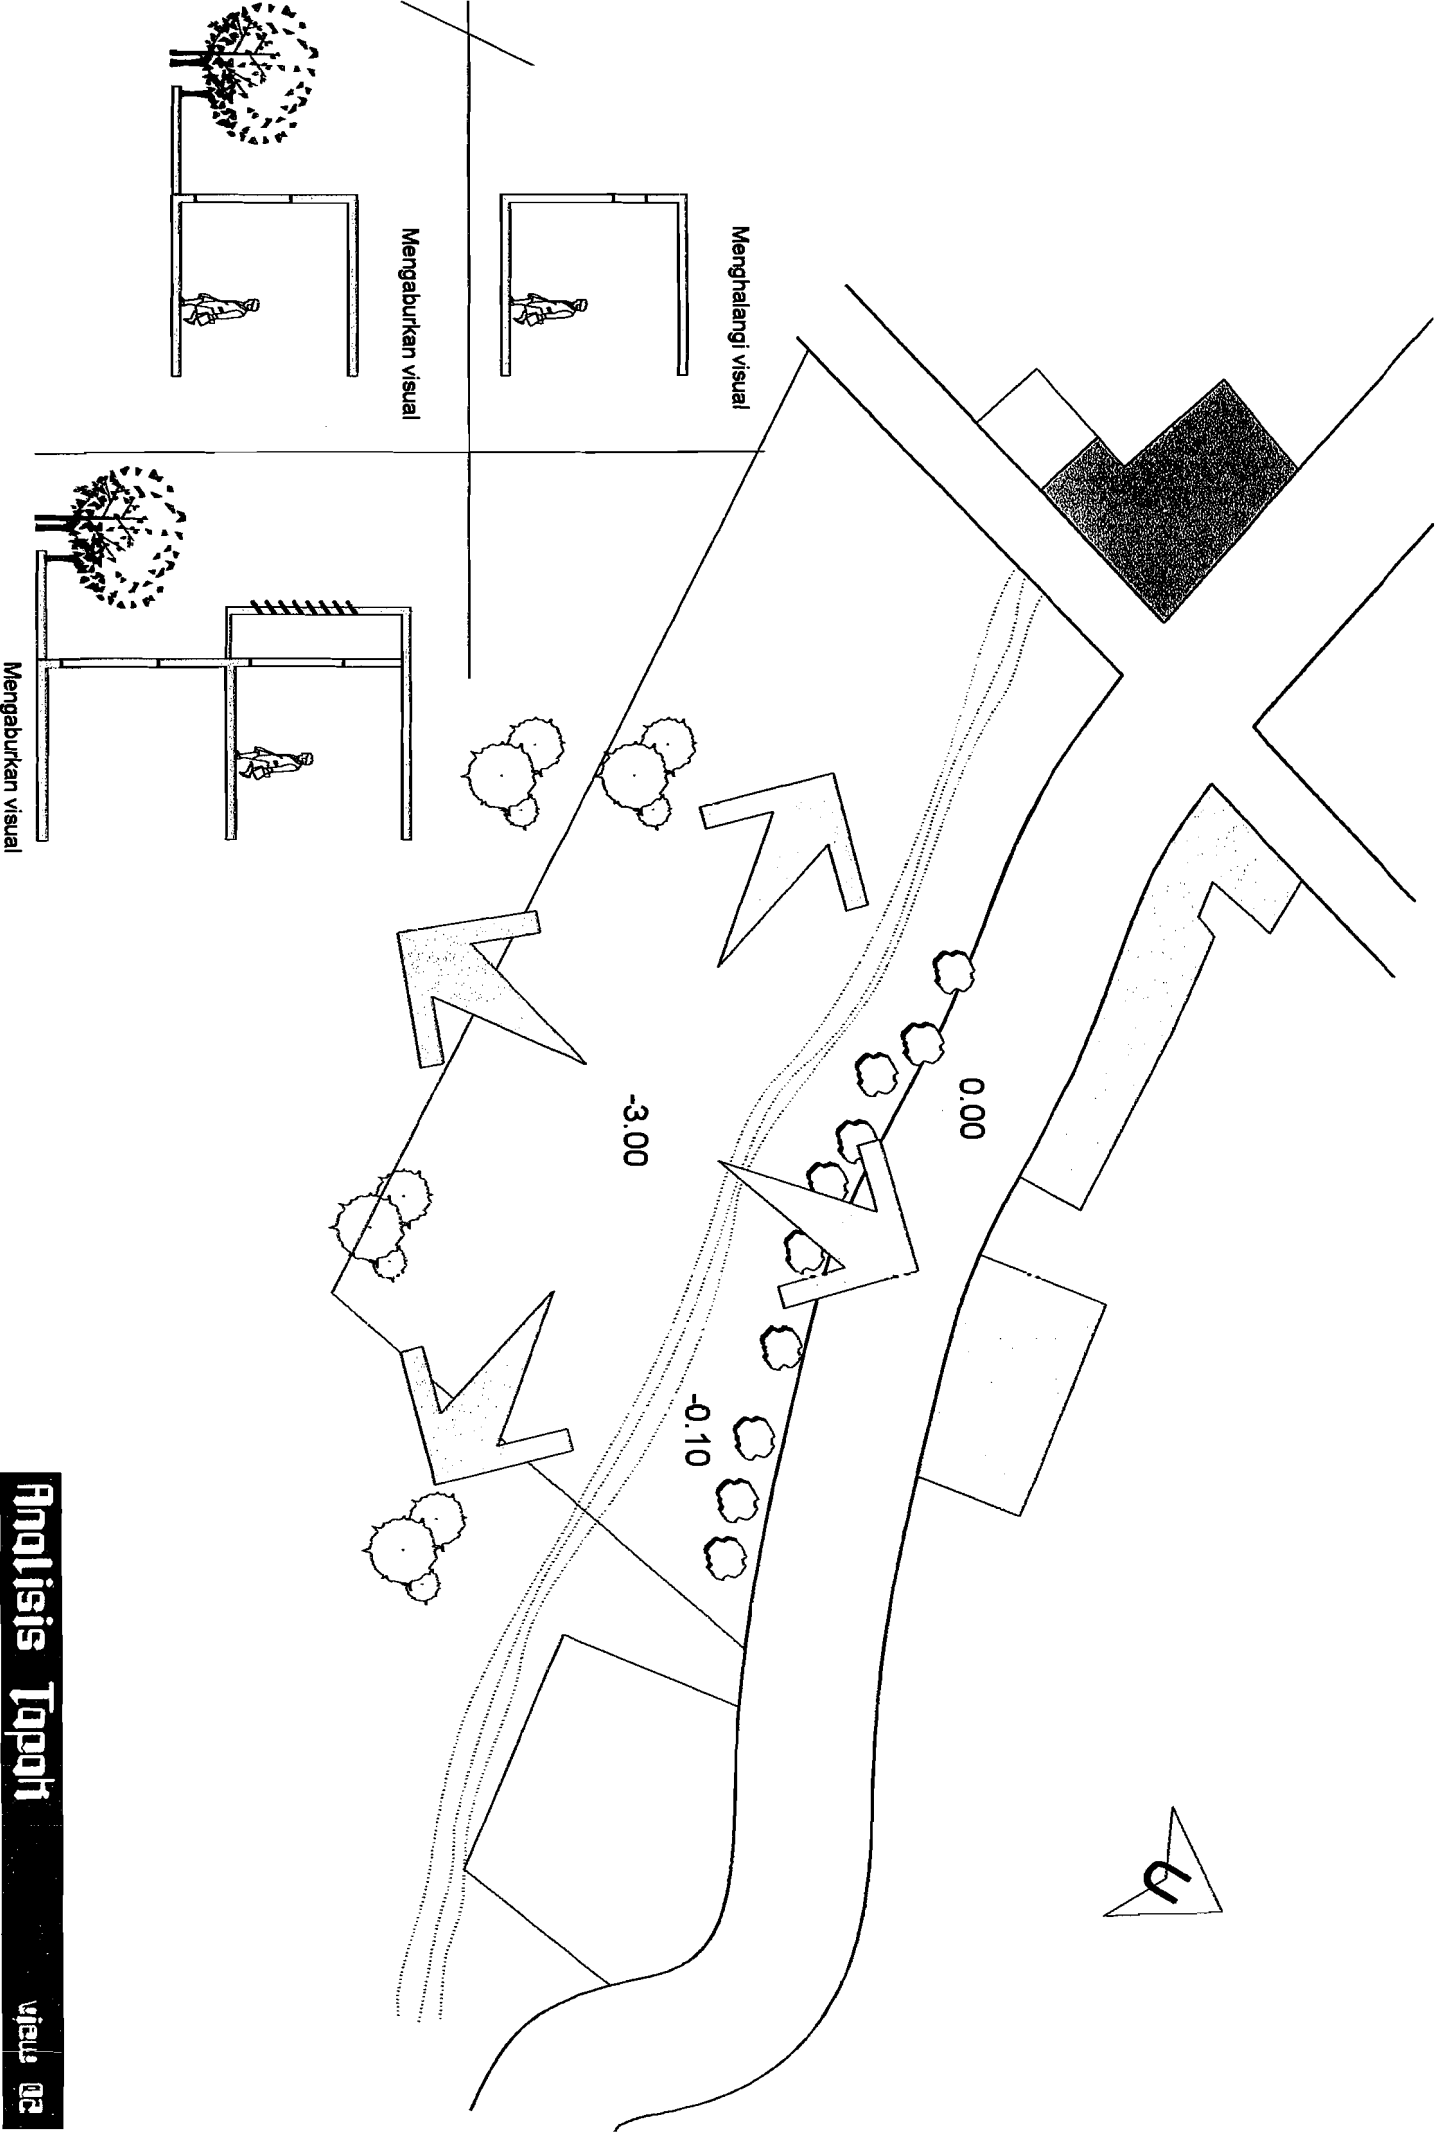 Menghalangi visual
Mengaburkan visual
Mengaburkan visual
0.00
-3.00
-0.10
U
Analisis Tapak
view 02